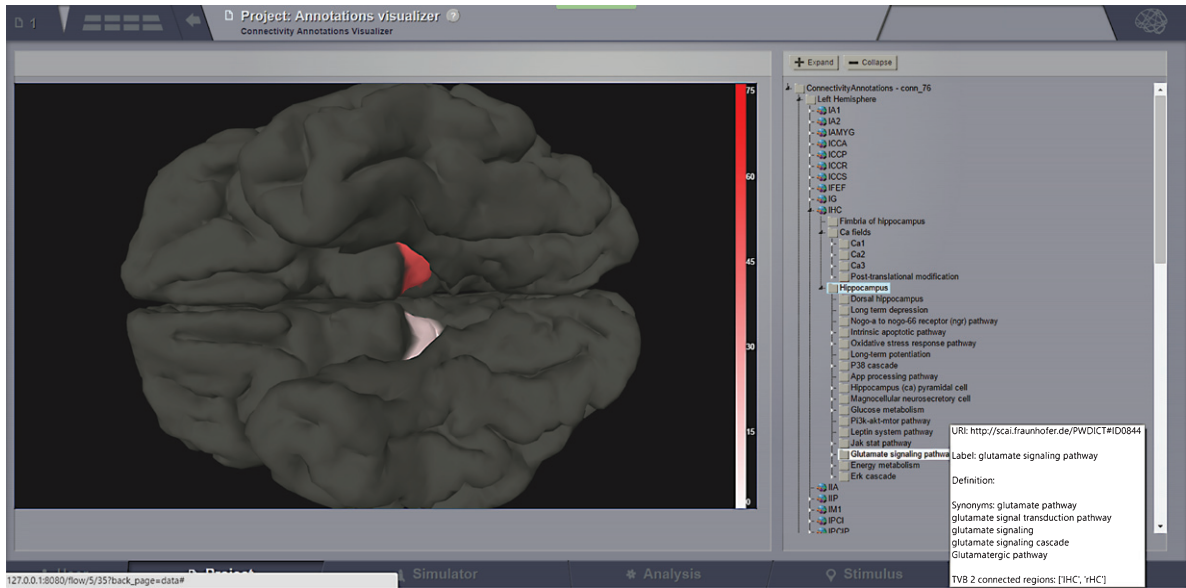 1
Project: Annotations visualizer ?
Connectivity Annotations Visualizer
Expand
Collapse
75
60
45
30
15
0
ConnectivityAnnotations - conn_76
Left Hemisphere
lA1
lA2
lAMYG
lCCA
lCCP
lCCR
lCCS
lFEF
lG
lHC
Fimbria of hippocampus
Ca fields
Ca1
Ca2
Ca3
Post-translational modification
Hippocampus
Dorsal hippocampus
Long term depression
Nogo-a to nogo-66 receptor (ngr) pathway
Intrinsic apoptotic pathway
Oxidative stress response pathway
Long-term potentiation
P38 cascade
App processing pathway
Hippocampus (ca) pyramidal cell
Magnocellular neurosecretory cell
Glucose metabolism
Pi3k-akt-mtor pathway
Leptin system pathway
Jak stat pathway
Glutamate signaling pathwa
Energy metabolism
Erk cascade
lIA
lIP
lM1
lPCI
lPCIP
URI: http://scai.fraunhofer.de/PWDICT#ID0844
Label: glutamate signaling pathway
Definition:
Synonyms: glutamate pathway
glutamate signal transduction pathway
glutamate signaling
glutamate signaling cascade
Glutamatergic pathway
TVB 2 connected regions: ['lHC', 'rHC']
Project
Simulator
Analysis
Stimulus
127.0.0.1:8080/flow/5/35?back_page=data#